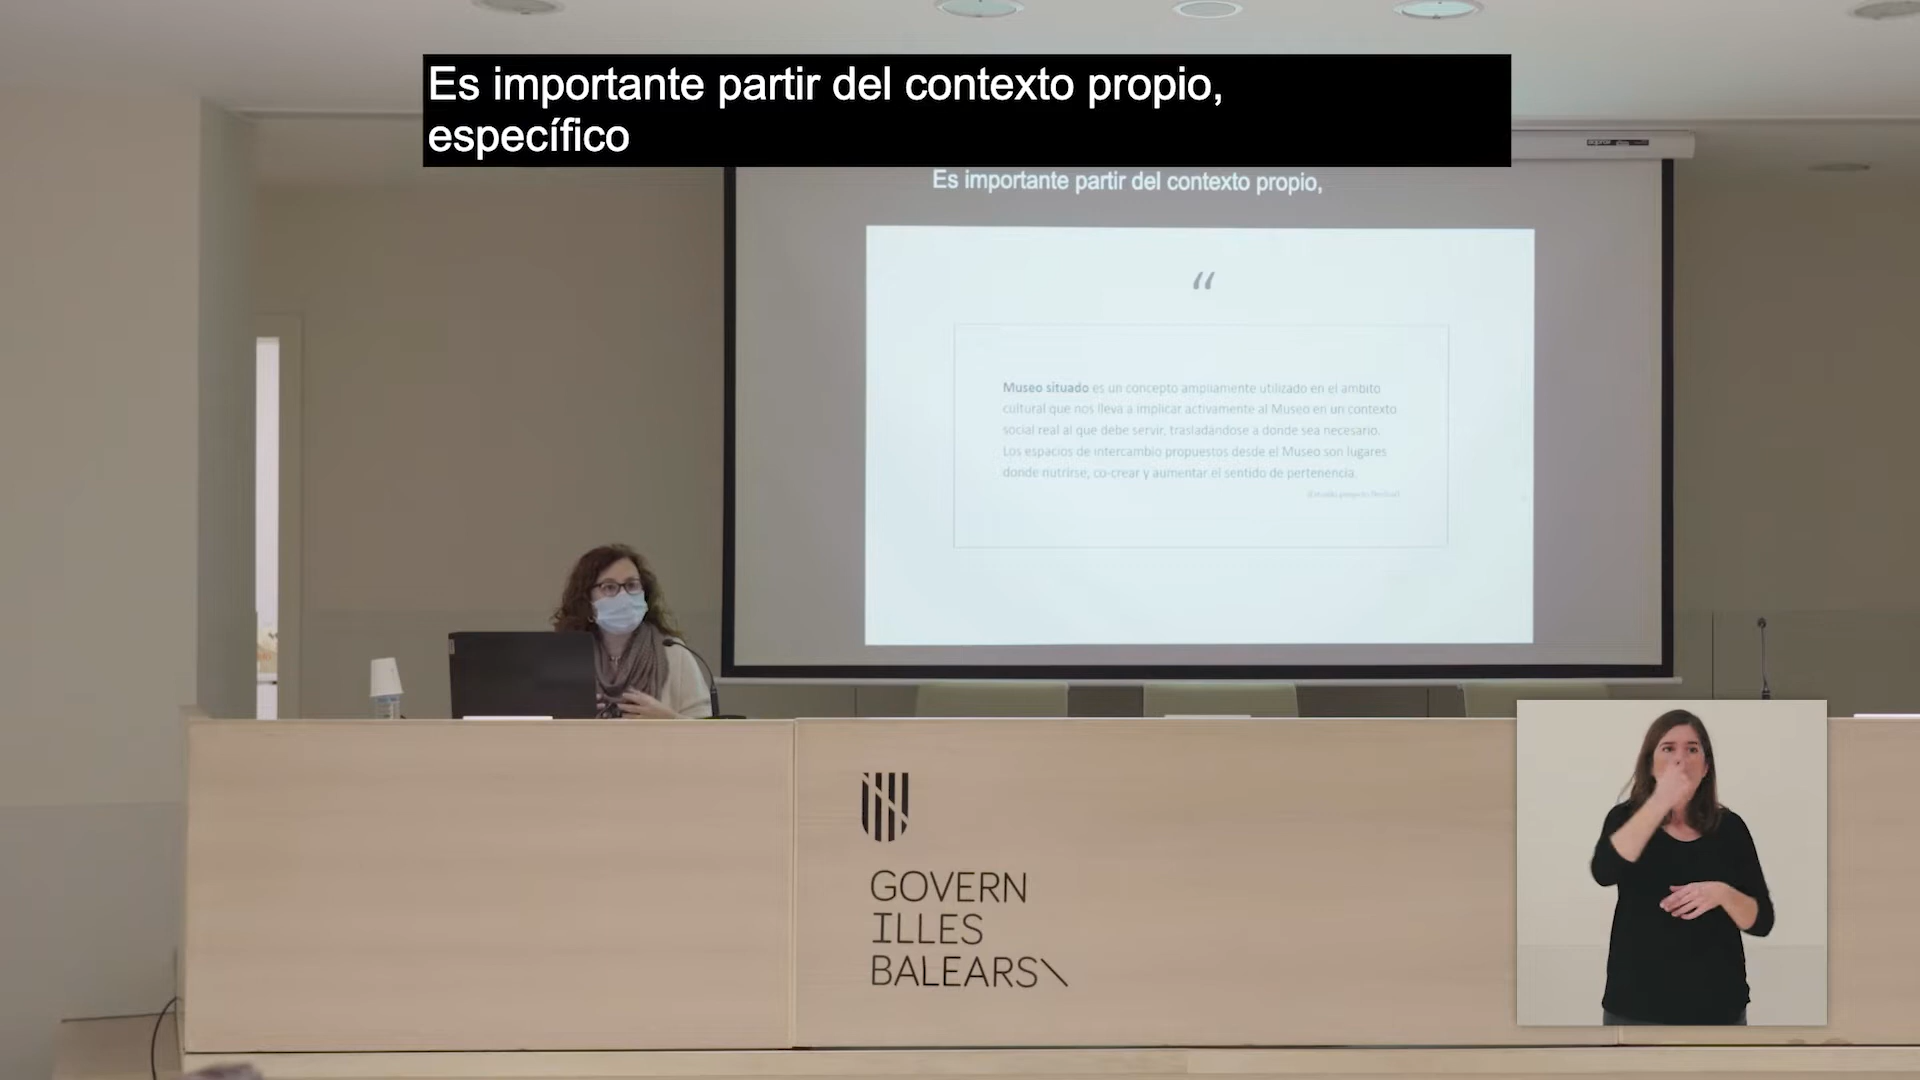 Es importante partir del contexto propio,
específico
Es importante partir del contexto propio,
“
Museo situado es un concepto ampliamente utilizado en el ámbito
cultural que nos lleva a implicar activamente al Museo en un contexto
social real al que debe servir, trasladándose a donde sea necesario.
Los espacios de intercambio propuestos desde el Museo son lugares
donde nutrirse, co-crear y aumentar el sentido de pertenencia.
GOVERN
ILLES
BALEARS\